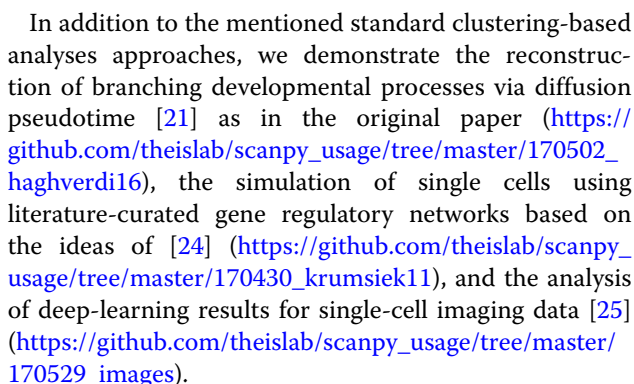 In addition to the mentioned standard clustering-based
analyses approaches, we demonstrate the reconstruc-
tion of branching developmental processes via diffusion
pseudotime [21] as in the original paper (https://
github.com/theislab/scanpy_usage/tree/master/170502_
haghverdi16), the simulation of single cells using
literature-curated gene regulatory networks based on
the ideas of [24] (https://github.com/theislab/scanpy_
usage/tree/master/170430_krumsiek11), and the analysis
of deep-learning results for single-cell imaging data [25]
(https://github.com/theislab/scanpy_usage/tree/master/
170529_images).